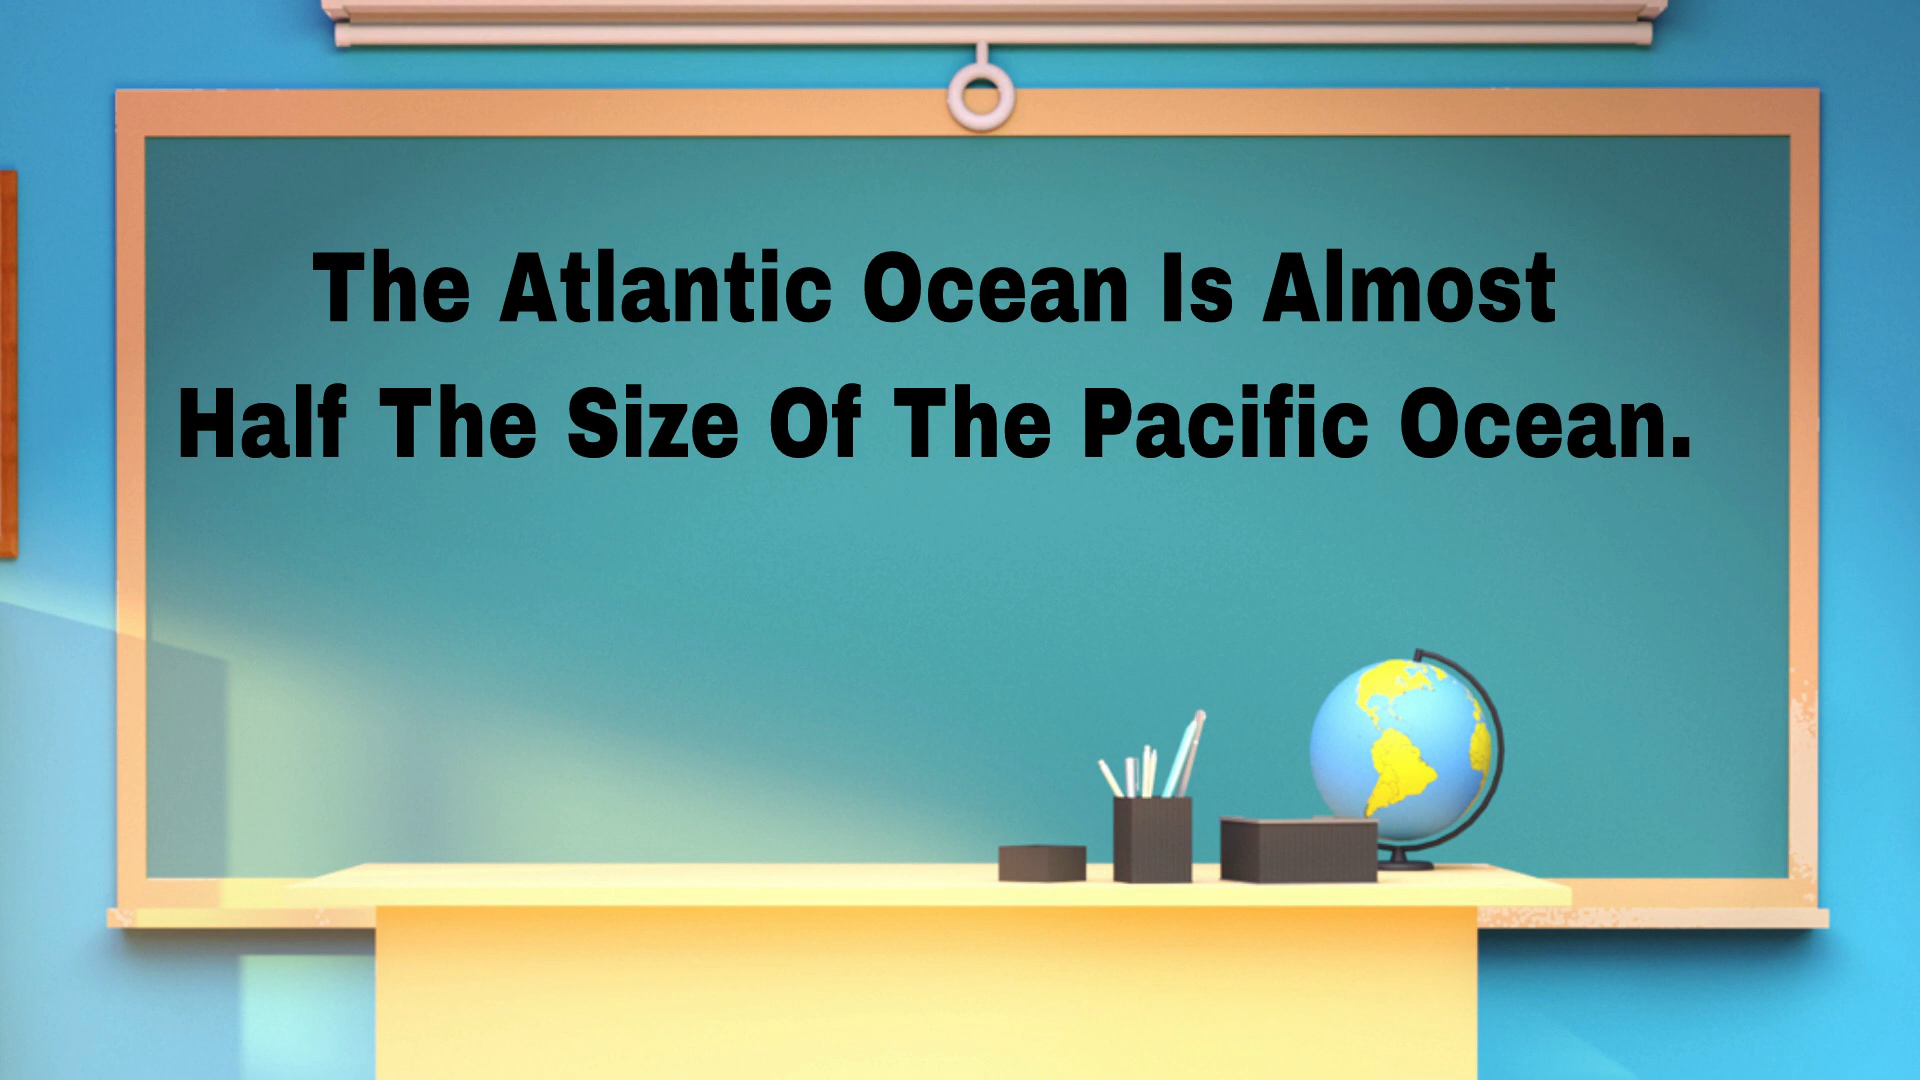 The Atlantic Ocean Is Almost
Half The Size Of The Pacific Ocean.